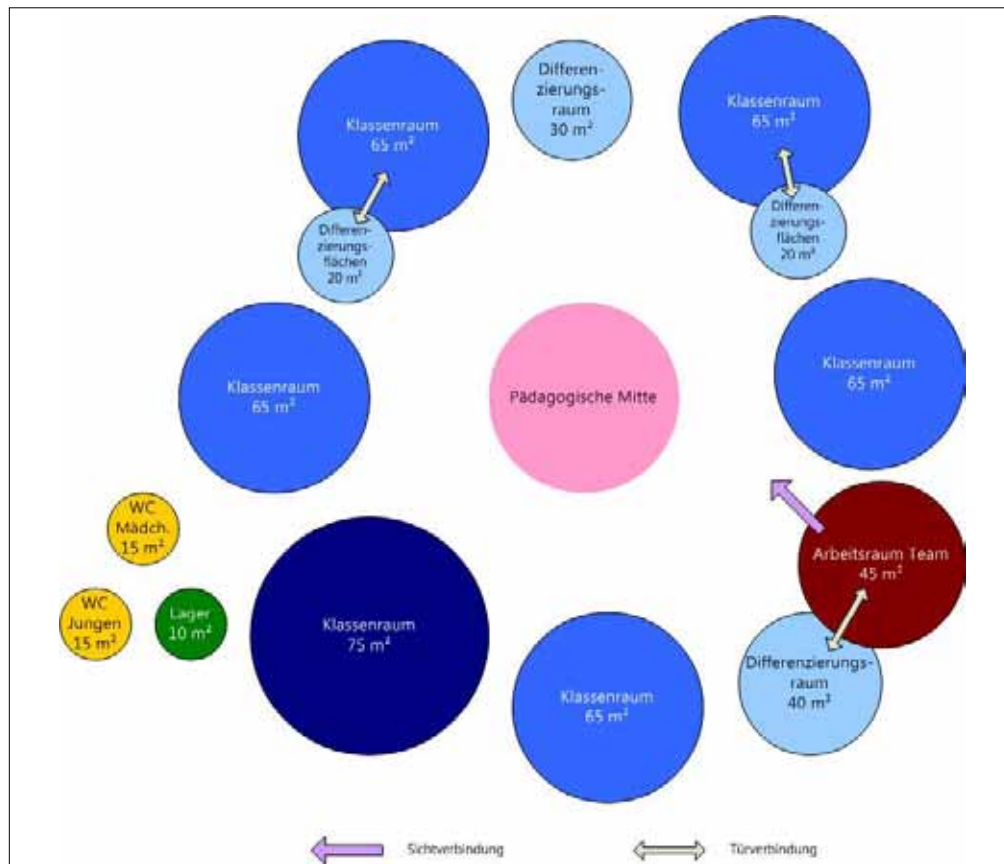 Differen-
zierungs-
raum
30 m²
Klassenraum
65 m²
Klassenraum
65 m²
Differen-
zierungs-
flächen
20 m²
Differen-
zierungs-
flächen
20 m²
Klassenraum
65 m²
Pädagogische Mitte
Klassenraum
65 m²
WC
Mädch.
15 m²
Arbeitsraum Team
45 m²
WC
Jungen
15 m²
Lager
10 m²
Klassenraum
75 m²
Klassenraum
65 m²
Differenzierungs-
raum
40 m²
Sichtverbindung
Türverbindung